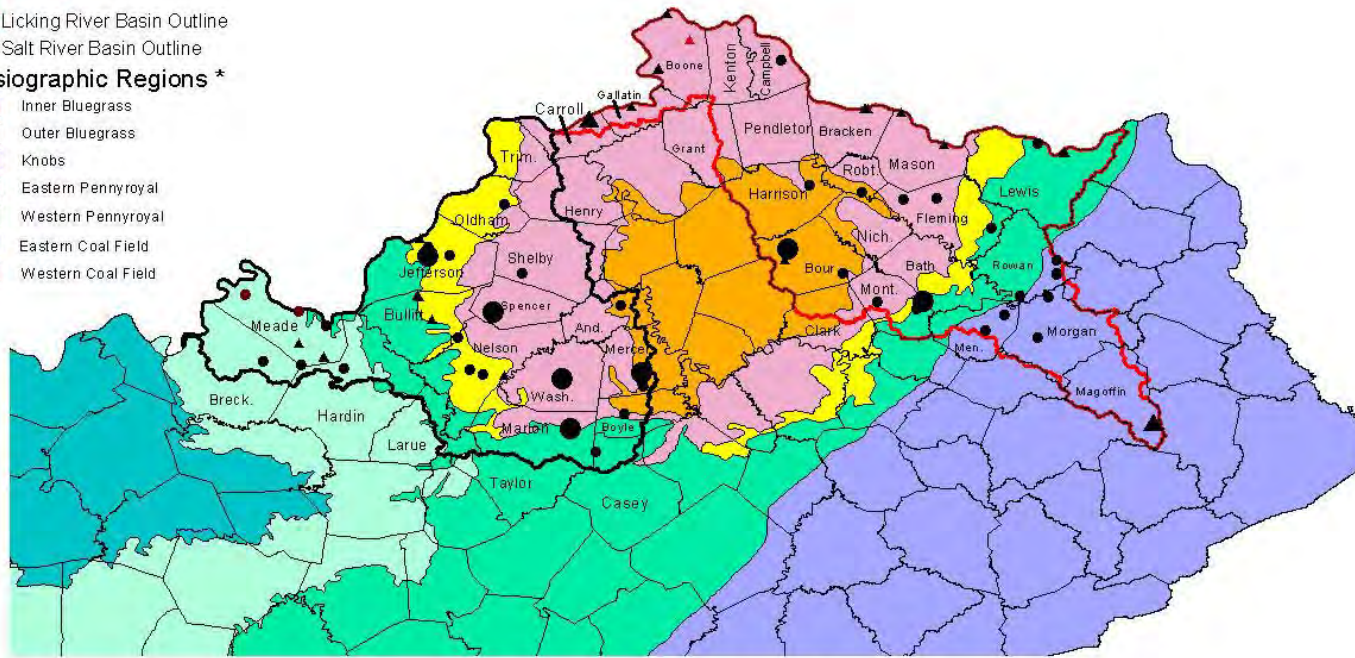 Licking River Basin Outline
Salt River Basin Outline
siographic Regions *
Inner Bluegrass
Outer Bluegrass
Knobs
Eastern Pennyroyal
Western Pennyroyal
Eastern Coal Field
Western Coal Field
Boone
Kenton
Campbell
Gallatin
Carroll
Trim.
Grant
Pendleton
Bracken
Mason
Robt.
Lewis
Harrison
Fleming
Oldham
Henry
Nich.
Shelby
Jefferson
Bour
Bath
Rowan
Mont.
Spencer
Bullitt
Meade
And.
Clark
Morgan
Nelson
Mercer
Men.
Magoffin
Breck.
Wash.
Hardin
Marion
Boyle
Larue
Taylor
Casey